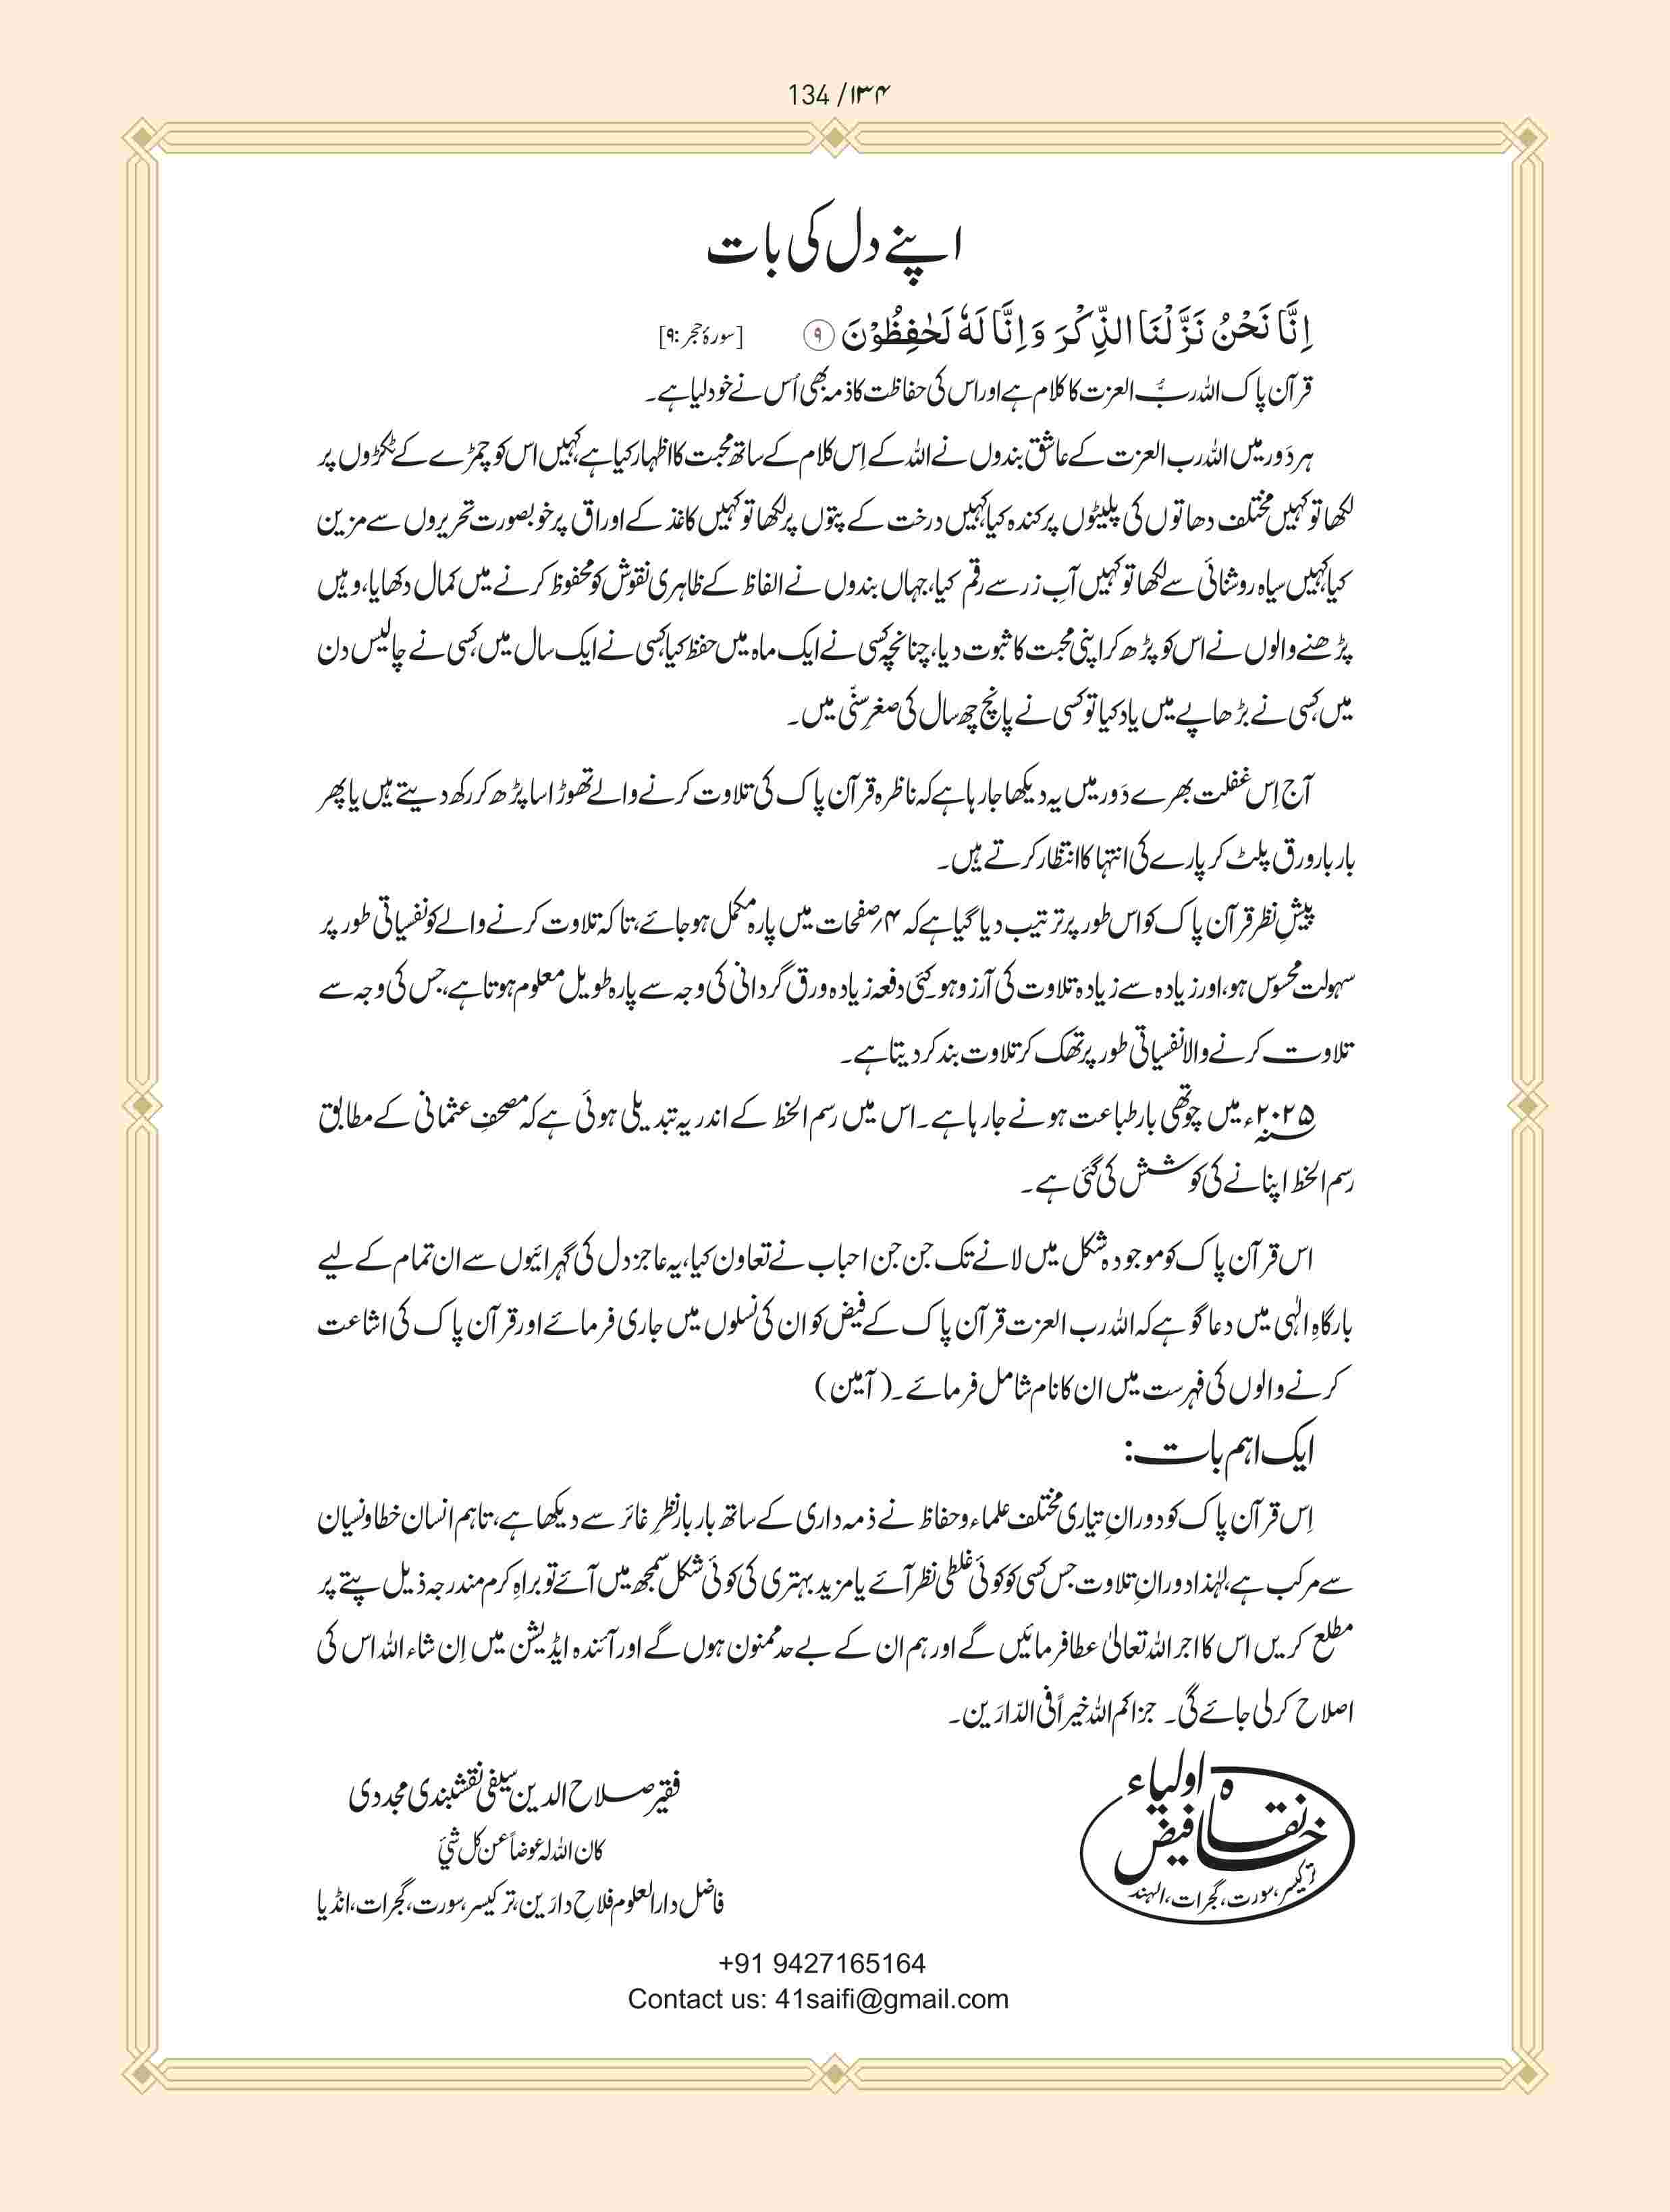 134 / ۱۳۴
اپنے دل کی بات
اِنَّا نَحْنُ نَزَّلْنَا الذِّكْرَ وَ اِنَّا لَهٗ لَحٰفِظُوْنَ ۹ [سورۂ حجر:۹]
قرآن پاک اللہ ربُّ العزت کا کلام ہے اور اس کی حفاظت کا ذمہ بھی اُس نے خود لیا ہے۔
ہر دَور میں اللہ رب العزت کے عاشق بندوں نے اللہ کے اِس کلام کے ساتھ محبت کا اظہار کیا ہے، کہیں اس کو چمڑے کے ٹکڑوں پر
لکھا تو کہیں مختلف دھاتوں کی پلیٹوں پر کندہ کیا، کہیں درخت کے پتوں پر لکھا تو کہیں کاغذ کے اوراق پر خوبصورت تحریروں سے مزین
کیا، کہیں سیاہ روشنائی سے لکھا تو کہیں آبِ زر سے رقم کیا، جہاں بندوں نے الفاظ کے ظاہری نقوش کو محفوظ کرنے میں کمال دکھایا، وہیں
پڑھنے والوں نے اس کو پڑھ کر اپنی محبت کا ثبوت دیا، چنانچہ کسی نے ایک ماہ میں حفظ کیا، کسی نے ایک سال میں، کسی نے چالیس دن
میں، کسی نے بڑھاپے میں یاد کیا تو کسی نے پانچ چھ سال کی صغر سنّی میں۔
آج اِس غفلت بھرے دَور میں یہ دیکھا جا رہا ہے کہ ناظرہ قرآن پاک کی تلاوت کرنے والے تھوڑا سا پڑھ کر رکھ دیتے ہیں یا پھر
بار بار ورق پلٹ کر پارے کی انتہا کا انتظار کرتے ہیں۔
پیشِ نظر قرآن پاک کو اس طور پر ترتیب دیا گیا ہے کہ ۴؍صفحات میں پارہ مکمل ہو جائے، تاکہ تلاوت کرنے والے کو نفسیاتی طور پر
سہولت محسوس ہو، اور زیادہ سے زیادہ تلاوت کی آرزو ہو۔ کئی دفعہ زیادہ ورق گردانی کی وجہ سے پارہ طویل معلوم ہوتا ہے، جس کی وجہ سے
تلاوت کرنے والا نفسیاتی طور پر تھک کر تلاوت بند کر دیتا ہے۔
۲۰۲۵؁ء میں چوتھی بار طباعت ہونے جا رہا ہے۔ اس میں رسم الخط کے اندر یہ تبدیلی ہوئی ہے کہ مصحفِ عثمانی کے مطابق
رسم الخط اپنانے کی کوشش کی گئی ہے۔
اس قرآن پاک کو موجودہ شکل میں لانے تک جن جن احباب نے تعاون کیا، یہ عاجز دل کی گہرائیوں سے ان تمام کے لیے
بارگاہِ الٰہی میں دعا گو ہے کہ اللہ رب العزت قرآن پاک کے فیض کو ان کی نسلوں میں جاری فرمائے اور قرآن پاک کی اشاعت
کرنے والوں کی فہرست میں ان کا نام شامل فرمائے۔ (آمین)
ایک اہم بات:
اِس قرآن پاک کو دورانِ تیاری مختلف علماء و حفاظ نے ذمہ داری کے ساتھ بار بار نظرِ غائر سے دیکھا ہے، تاہم انسان خطا و نسیان
سے مرکب ہے، لہٰذا دورانِ تلاوت جس کسی کو کوئی غلطی نظر آئے یا مزید بہتری کی کوئی شکل سمجھ میں آئے تو براہِ کرم مندرجہ ذیل پتے پر
مطلع کریں اس کا اجر اللہ تعالیٰ عطا فرمائیں گے اور ہم ان کے بے حد ممنون ہوں گے اور آئندہ ایڈیشن میں اِن شاء اللہ اس کی
اصلاح کر لی جائے گی۔ جزاکم اللہ خیراً فی الدّارَین۔
خانقاہ فیض اولیاء
ترکیسر، سورت، گجرات، الہند
فقیر صلاح الدین سیفی نقشبندی مجددی
کان اللہ لہ عوضاً عن کل شئ
فاضل دارالعلوم فلاحِ دارَین، ترکیسر، سورت، گجرات، انڈیا
+91 9427165164
Contact us: 41saifi@gmail.com